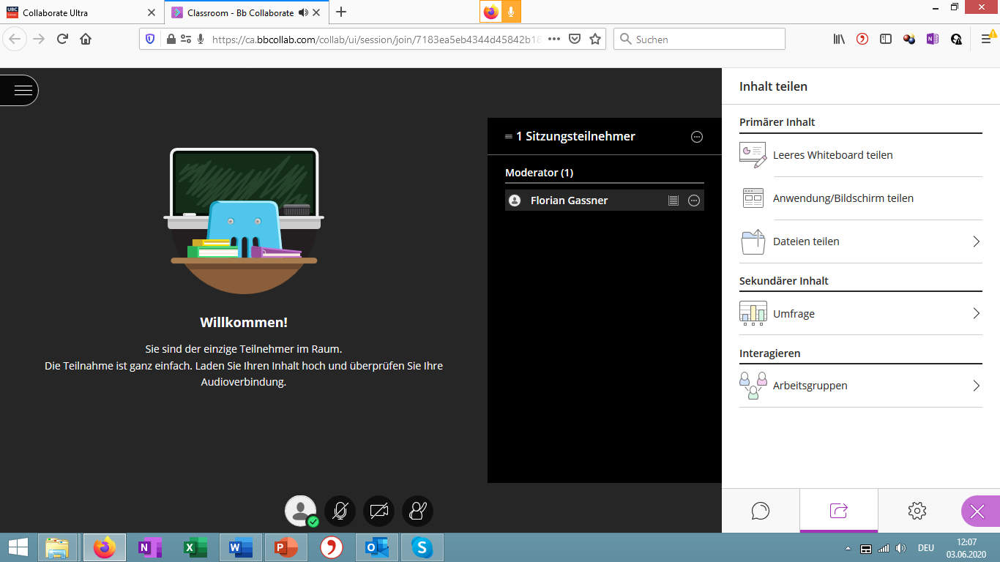 UBC
Collaborate Ultra
Classroom - Bb Collaborate
https://ca.bbcollab.com/collab/ui/session/join/7183ea5eb4344d45842b18
Suchen
Inhalt teilen
Primärer Inhalt
Leeres Whiteboard teilen
Anwendung/Bildschirm teilen
Dateien teilen
Sekundärer Inhalt
Umfrage
Interagieren
Arbeitsgruppen
1 Sitzungsteilnehmer
Moderator (1)
Florian Gassner
Willkommen!
Sie sind der einzige Teilnehmer im Raum.
Die Teilnahme ist ganz einfach. Laden Sie Ihren Inhalt hoch und überprüfen Sie Ihre
Audioverbindung.
DEU
12:07
03.06.2020